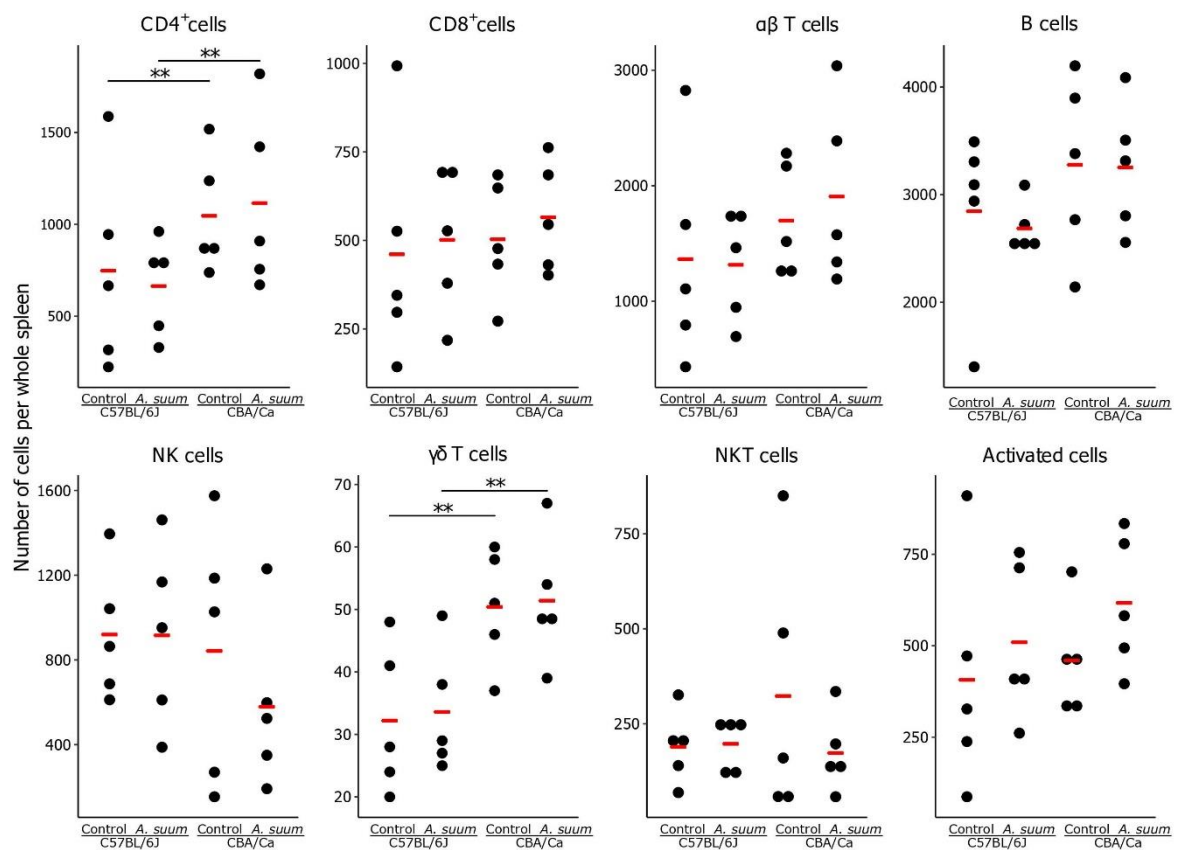 CD4⁺cells
CD8⁺cells
αβ T cells
B cells
Number of cells per whole spleen
**
**
1500
1000
500
Control A. suum Control A. suum
C57BL/6J CBA/Ca
1000
750
500
250
Control A. suum Control A. suum
C57BL/6J CBA/Ca
3000
2000
1000
Control A. suum Control A. suum
C57BL/6J CBA/Ca
4000
3000
2000
Control A. suum Control A. suum
C57BL/6J CBA/Ca
NK cells
γδ T cells
NKT cells
Activated cells
1600
1200
800
400
Control A. suum Control A. suum
C57BL/6J CBA/Ca
**
**
70
60
50
40
30
20
Control A. suum Control A. suum
C57BL/6J CBA/Ca
750
500
250
Control A. suum Control A. suum
C57BL/6J CBA/Ca
750
500
250
Control A. suum Control A. suum
C57BL/6J CBA/Ca